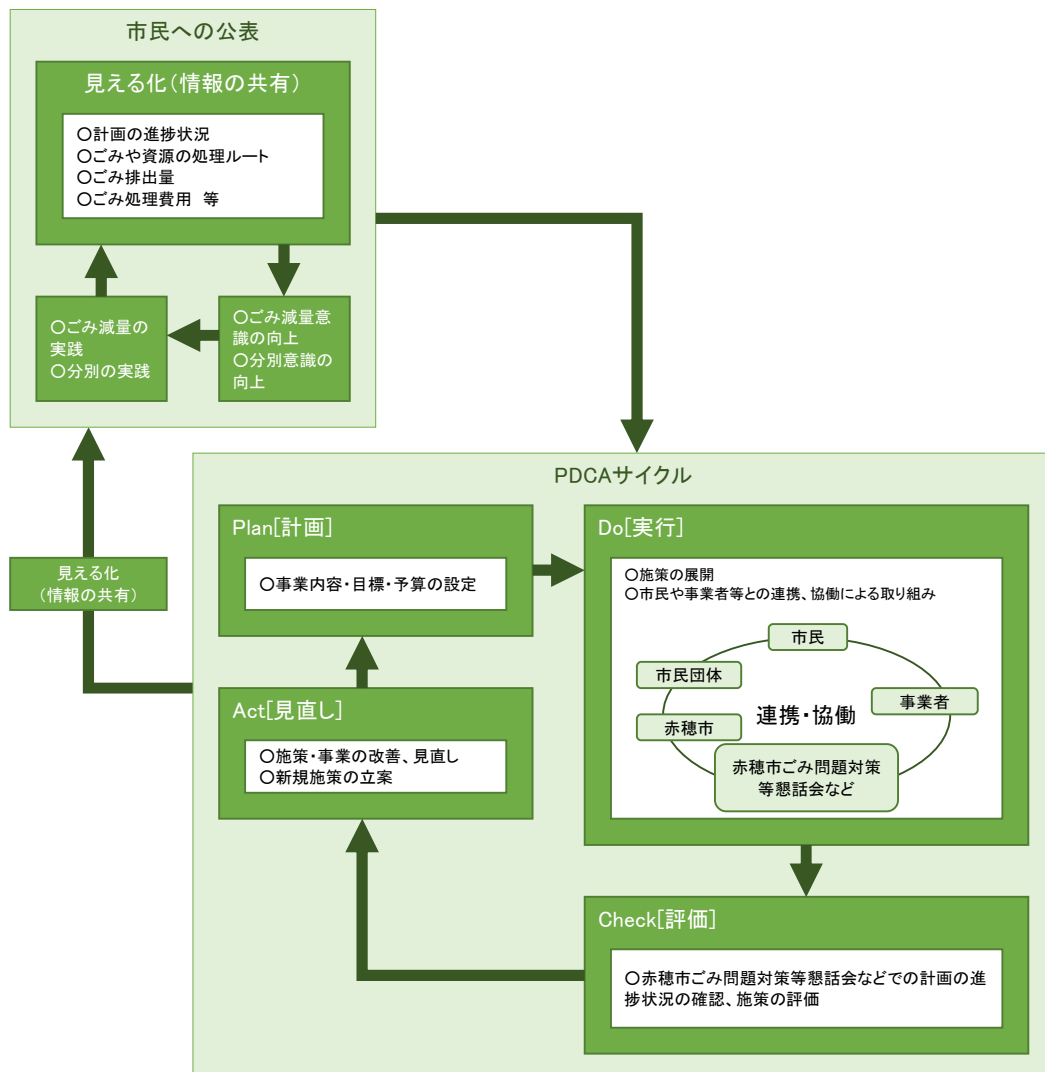 市民への公表
見える化(情報の共有)
○計画の進捗状況
○ごみや資源の処理ルート
○ごみ排出量
○ごみ処理費用 等
○ごみ減量の
実践
○分別の実践
○ごみ減量意
識の向上
○分別意識の
向上
見える化
(情報の共有)
PDCAサイクル
Plan[計画]
○事業内容・目標・予算の設定
Do[実行]
○施策の展開
○市民や事業者等との連携、協働による取り組み
市民
市民団体
事業者
赤穂市
連携・協働
赤穂市ごみ問題対策
等懇話会など
Act[見直し]
○施策・事業の改善、見直し
○新規施策の立案
Check[評価]
○赤穂市ごみ問題対策等懇話会などでの計画の進
捗状況の確認、施策の評価